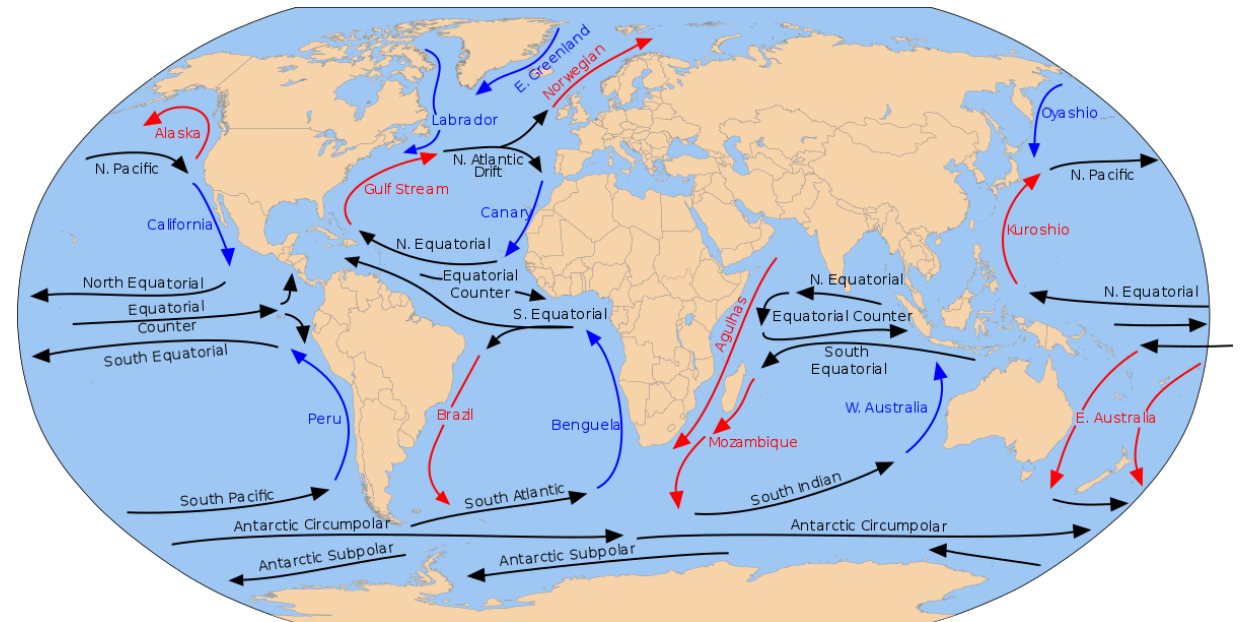 E. Greenland
Norwegian
Labrador
Oyashio
Alaska
N. Pacific
N. Atlantic
Drift
N. Pacific
Gulf Stream
California
Canary
Kuroshio
N. Equatorial
North Equatorial
Equatorial
Counter
Equatorial
Counter
South Equatorial
S. Equatorial
N. Equatorial
Equatorial Counter
South
Equatorial
N. Equatorial
Agulhas
Peru
Brazil
Benguela
Mozambique
W. Australia
E. Australia
South Pacific
South Atlantic
South Indian
Antarctic Circumpolar
Antarctic Circumpolar
Antarctic Subpolar
Antarctic Subpolar